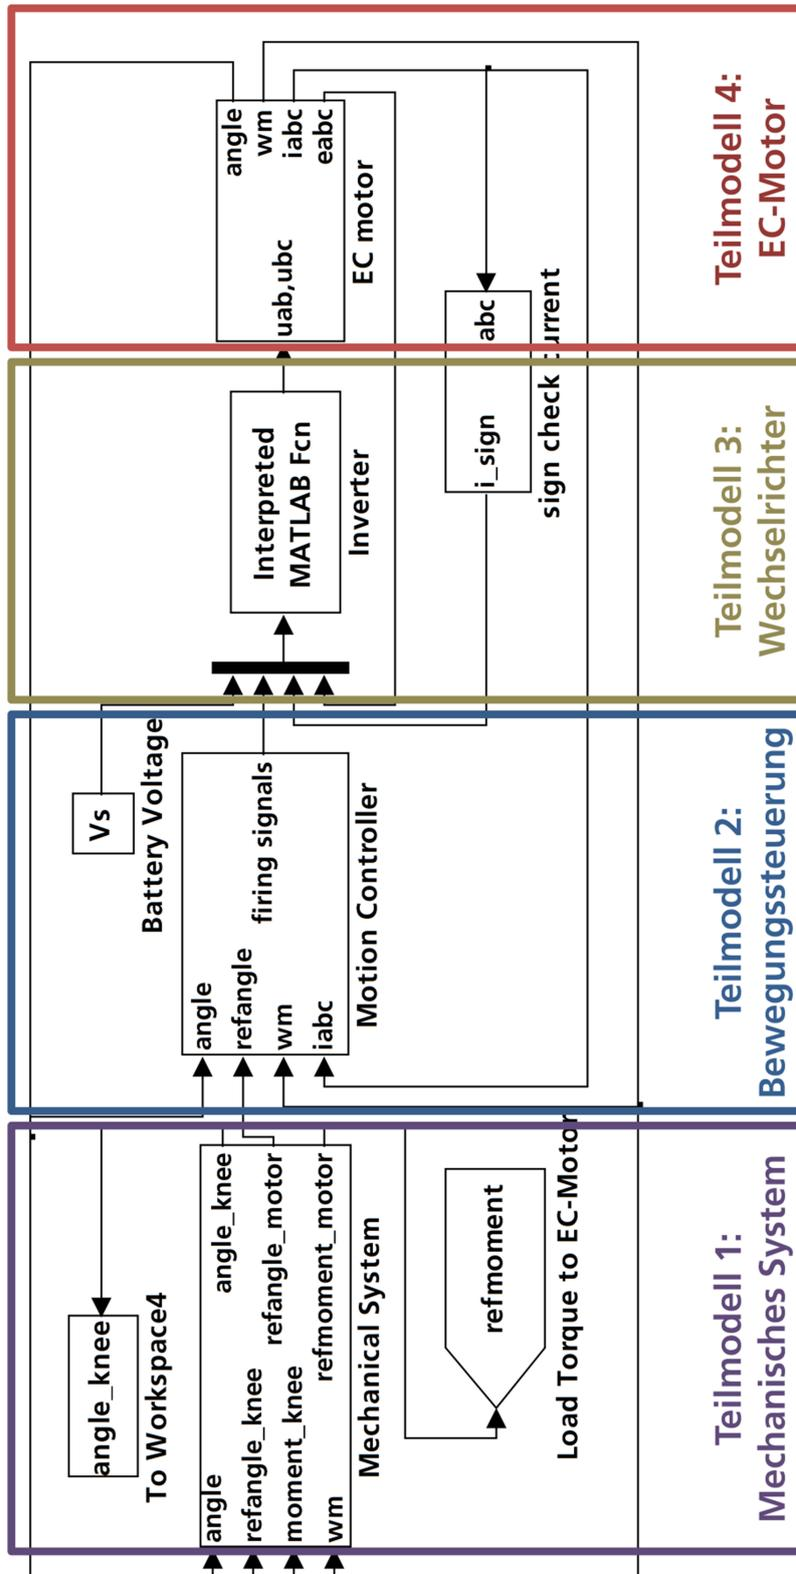 angle_knee
To Workspace4
angle
refangle_knee
moment_knee
wm
angle_knee
refangle_motor
refmoment_motor
Mechanical System
refmoment
Load Torque to EC-Motor
Teilmodell 1:
Mechanisches System
Vs
Battery Voltage
angle
refangle
wm
iabc
firing signals
Motion Controller
Teilmodell 2:
Bewegungssteuerung
Interpreted
MATLAB Fcn
Inverter
i_sign
abc
sign check current
Teilmodell 3:
Wechselrichter
uab,ubc
angle
wm
iabc
eabc
EC motor
Teilmodell 4:
EC-Motor